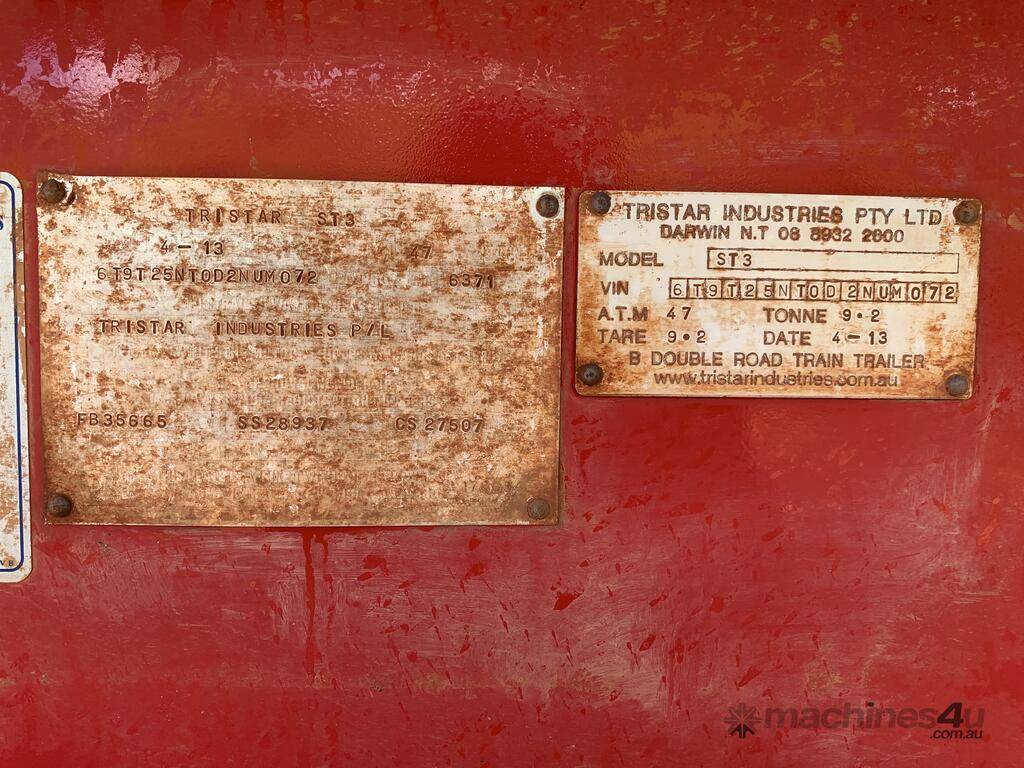 TRISTAR ST3
4-13 47
6T9T25NT0D2NUM072 6371
TRISTAR INDUSTRIES P/L
FB35665 SS28937 CS27507
TRISTAR INDUSTRIES PTY LTD
DARWIN N.T 08 8932 2600
MODEL ST3
VIN 6T9T25NT0D2NUM072
A.T.M 47 TONNE 9.2
TARE 9.2 DATE 4-13
B DOUBLE ROAD TRAIN TRAILER
www.tristarindustries.com.au
machines4u
.com.au